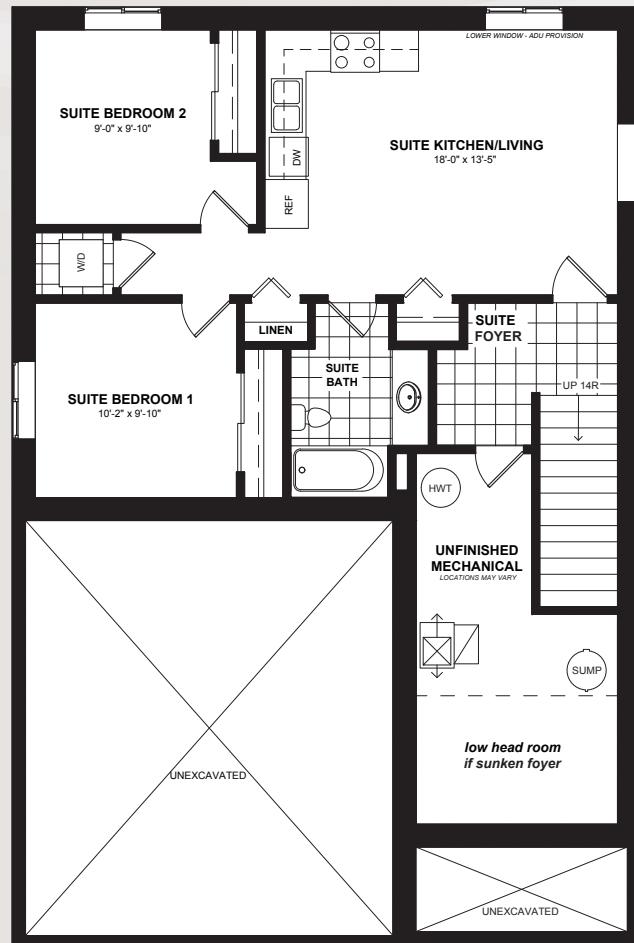 LOWER WINDOW - ADU PROVISION
SUITE BEDROOM 2
9'-0" x 9'-10"
SUITE KITCHEN/LIVING
18'-0" x 13'-5"
DW
REF
W/D
LINEN
SUITE
FOYER
SUITE
BATH
UP 14R
SUITE BEDROOM 1
10'-2" x 9'-10"
HWT
UNFINISHED
MECHANICAL
LOCATIONS MAY VARY
SUMP
low head room
if sunken foyer
UNEXCAVATED
UNEXCAVATED